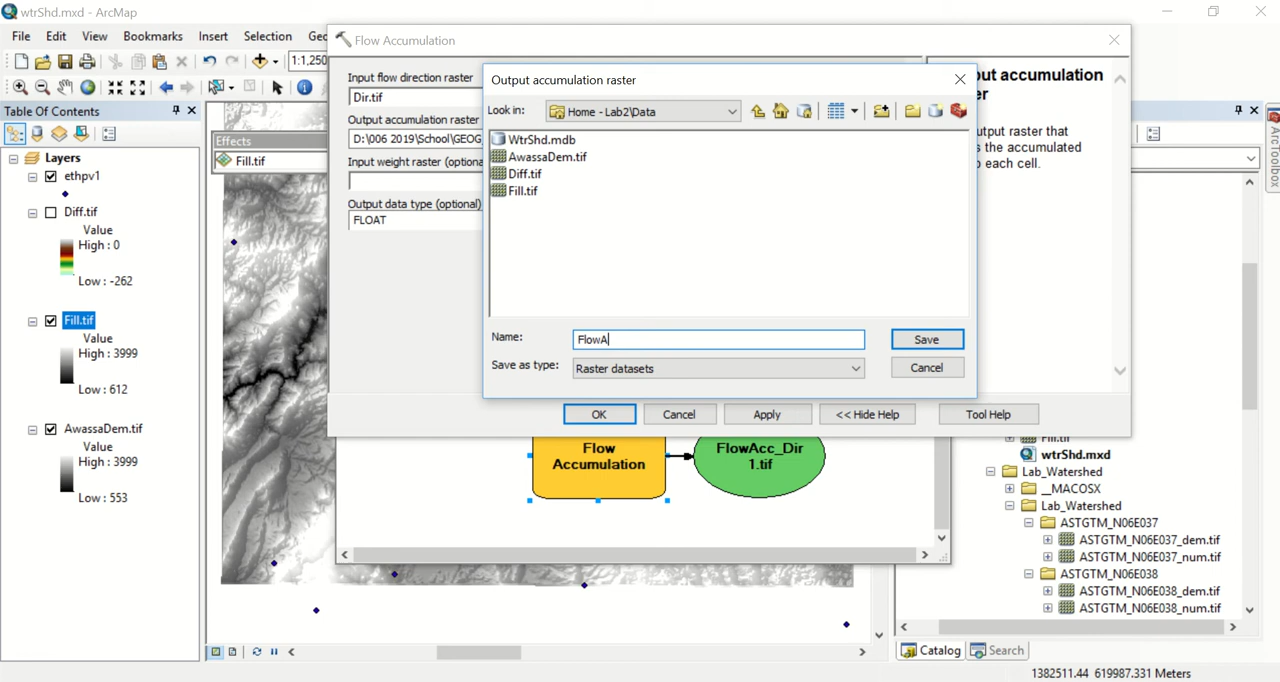 wtrShd.mxd - ArcMap
File Edit View Bookmarks Insert Selection Geo
1:1,250
Table Of Contents
Layers
ethpv1
Diff.tif
Value
High : 0
Low : -262
Fill.tif
Value
High : 3999
Low : 612
AwassaDem.tif
Value
High : 3999
Low : 553
Effects
Fill.tif
Flow Accumulation
Input flow direction raster
Dir.tif
Output accumulation raster
D:\006 2019\School\GEOG
Input weight raster (optiona
Output data type (optional)
FLOAT
Output accumulation raster
Look in: Home - Lab2\Data
WtrShd.mdb
AwassaDem.tif
Diff.tif
Fill.tif
Name: FlowA
Save
Save as type: Raster datasets
Cancel
put accumulation
er
utput raster that
s the accumulated
o each cell.
OK Cancel Apply << Hide Help Tool Help
Flow
Accumulation
FlowAcc_Dir
1.tif
ArcToolbox
Fill.tif
wtrShd.mxd
Lab_Watershed
__MACOSX
Lab_Watershed
ASTGTM_N06E037
ASTGTM_N06E037_dem.tif
ASTGTM_N06E037_num.tif
ASTGTM_N06E038
ASTGTM_N06E038_dem.tif
ASTGTM_N06E038_num.tif
Catalog Search
1382511.44 619987.331 Meters